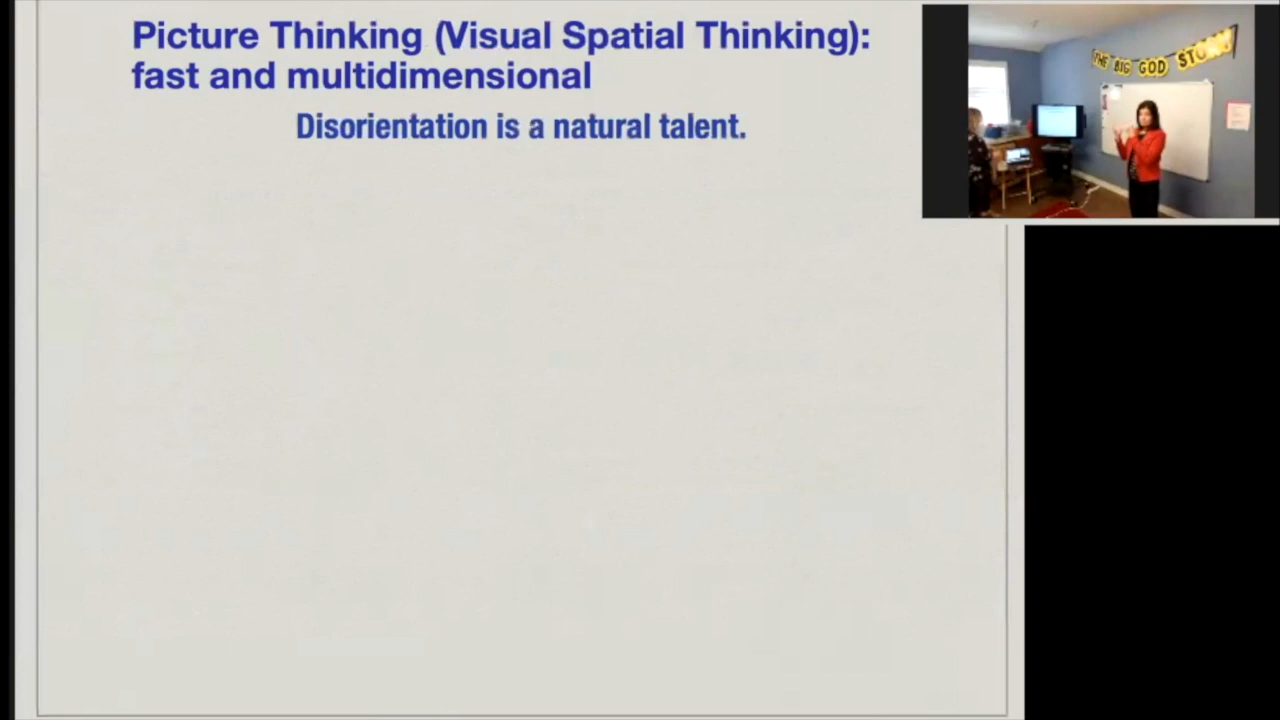 Picture Thinking (Visual Spatial Thinking):
fast and multidimensional
Disorientation is a natural talent.
THE BIG GOD STORY